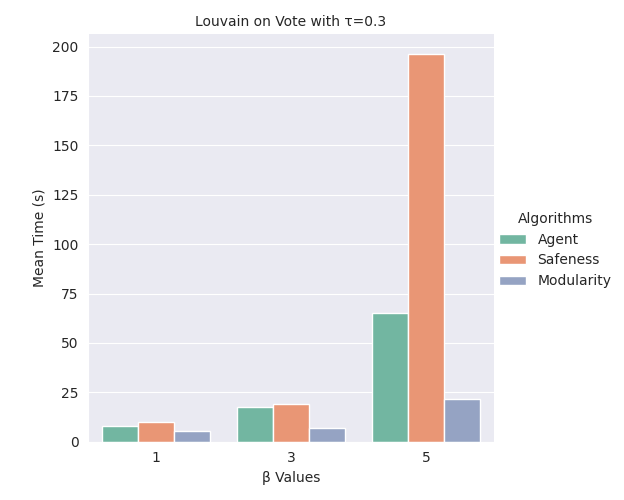 Louvain on Vote with τ=0.3
200
175
150
125
100
75
50
25
0
Mean Time (s)
1
3
5
β Values
Algorithms
Agent
Safeness
Modularity